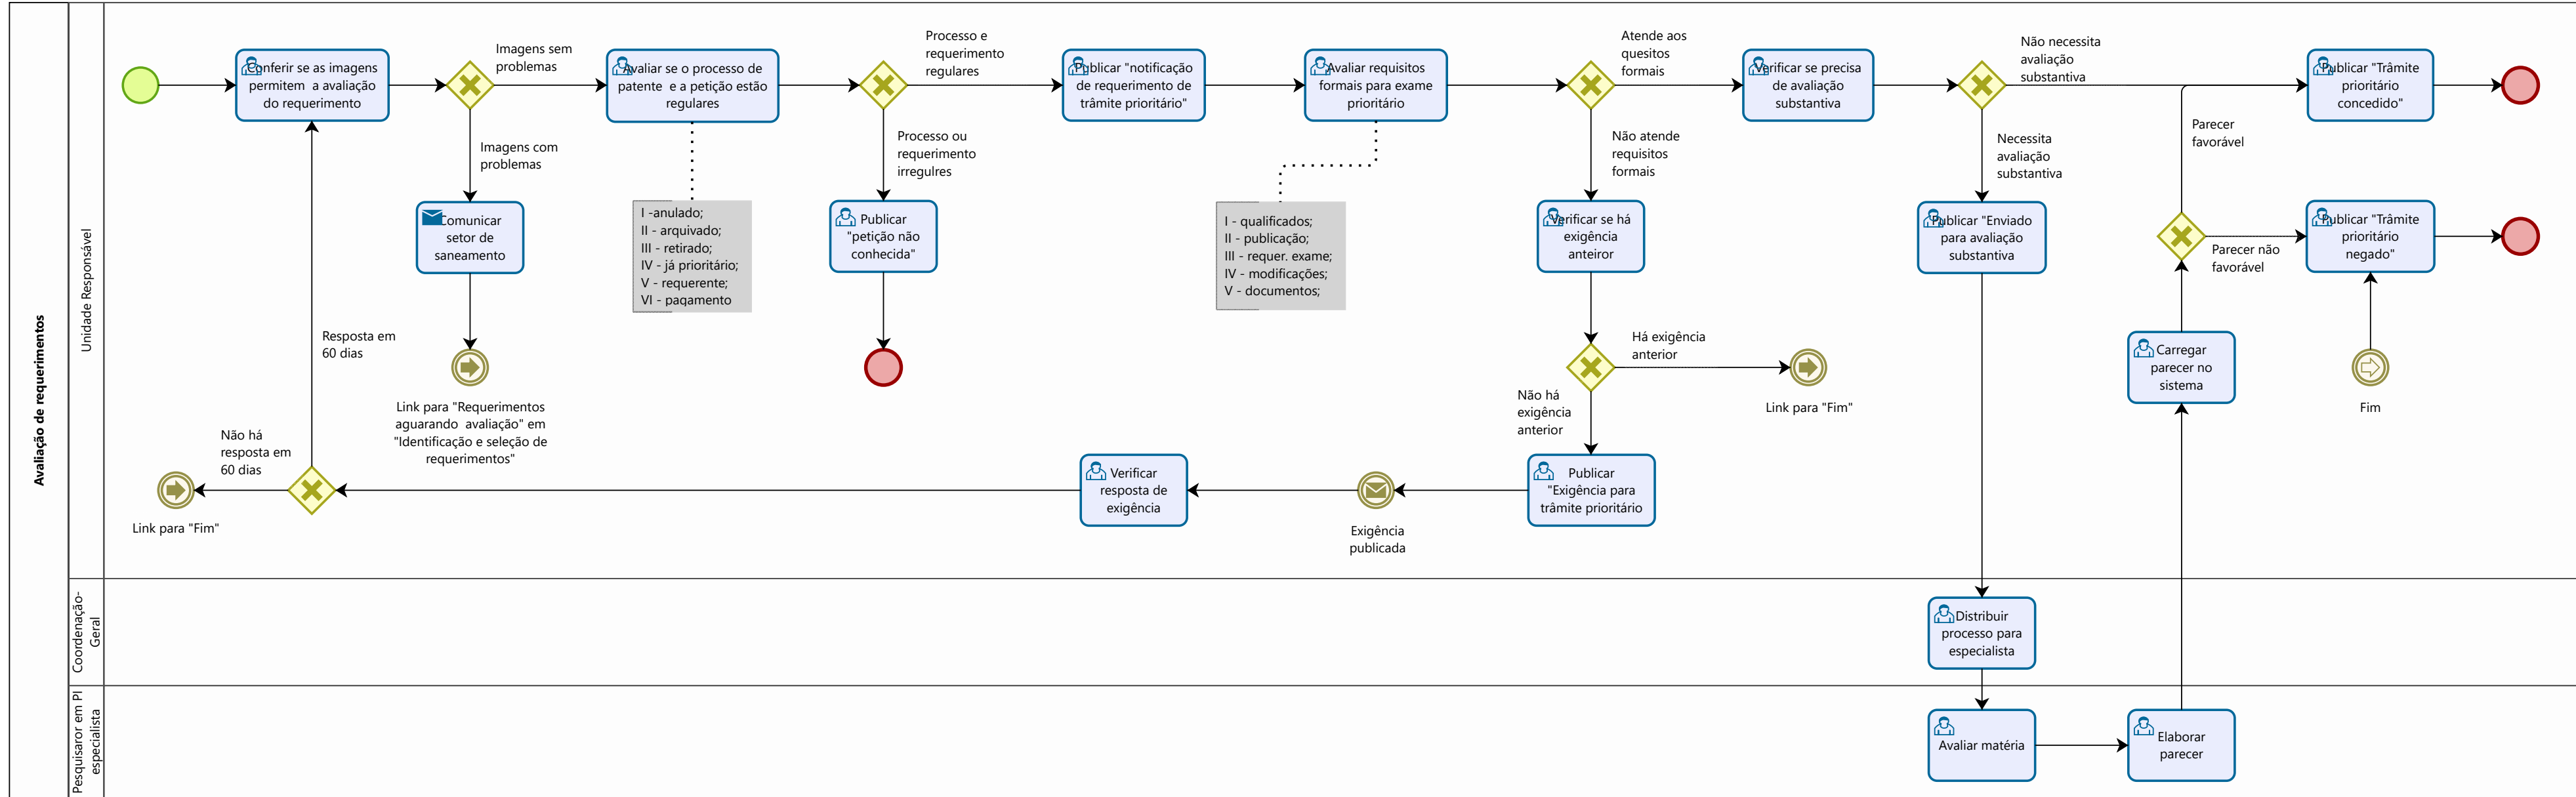 Avaliação de requerimentos
Unidade Responsável
Conferir se as imagens
permitem a avaliação
do requerimento
Imagens sem
problemas
Imagens com
problemas
Comunicar
setor de
saneamento
Link para "Requerimentos
aguarando avaliação" em
"Identificação e seleção de
requerimentos"
Avaliar se o processo de
patente e a petição estão
regulares
I -anulado;
II - arquivado;
III - retirado;
IV - já prioritário;
V - requerente;
VI - pagamento
Processo e
requerimento
regulares
Processo ou
requerimento
irregulres
Publicar
"petição não
conhecida"
Publicar "notificação
de requerimento de
trâmite prioritário"
Avaliar requisitos
formais para exame
prioritário
I - qualificados;
II - publicação;
III - requer. exame;
IV - modificações;
V - documentos;
Atende aos
quesitos
formais
Não atende
requisitos
formais
Verificar se há
exigência
anteiror
Há exigência
anterior
Link para "Fim"
Não há
exigência
anterior
Publicar
"Exigência para
trâmite prioritário
Exigência
publicada
Verificar
resposta de
exigência
Resposta em
60 dias
Não há
resposta em
60 dias
Link para "Fim"
Verificar se precisa
de avaliação
substantiva
Não necessita
avaliação
substantiva
Necessita
avaliação
substantiva
Publicar "Enviado
para avaliação
substantiva
Parecer
favorável
Parecer não
favorável
Carregar
parecer no
sistema
Publicar "Trâmite
prioritário
concedido"
Publicar "Trâmite
prioritário
negado"
Fim
Coordenação-
Geral
Distribuir
processo para
especialista
Pesquisaror em PI
especialista
Avaliar matéria
Elaborar
parecer